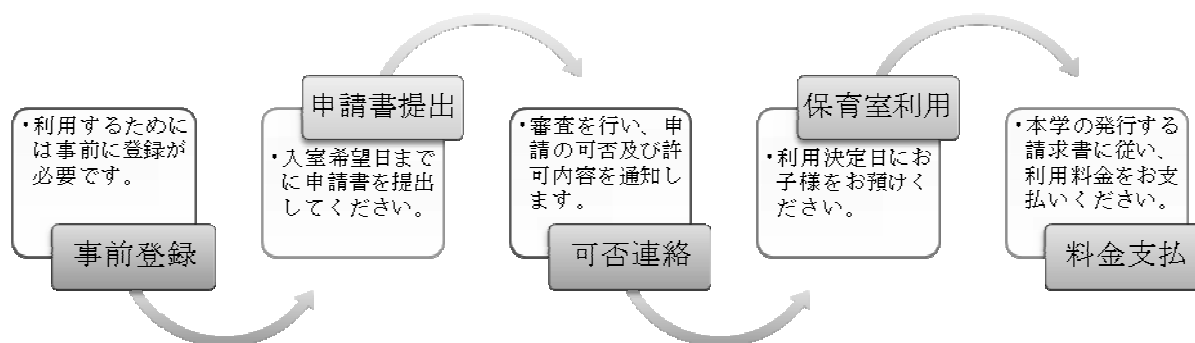 ・利用するために
は事前に登録が
必要です。
事前登録
申請書提出
・入室希望日まで
に申請書を提出
してください。
・審査を行い、申
請の可否及び許
可内容を通知し
ます。
可否連絡
保育室利用
・利用決定日にお
子様をお預けく
ださい。
・本学の発行する
請求書に従い、
利用料金をお支
払いください。
料金支払